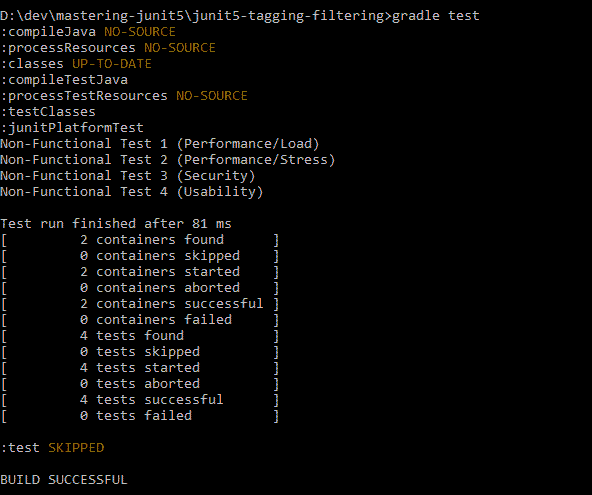 D:\dev\mastering-junit5\junit5-tagging-filtering>gradle test
:compileJava NO-SOURCE
:processResources NO-SOURCE
:classes UP-TO-DATE
:compileTestJava
:processTestResources NO-SOURCE
:testClasses
:junitPlatformTest
Non-Functional Test 1 (Performance/Load)
Non-Functional Test 2 (Performance/Stress)
Non-Functional Test 3 (Security)
Non-Functional Test 4 (Usability)

Test run finished after 81 ms
[         2 containers found      ]
[         0 containers skipped    ]
[         2 containers started    ]
[         0 containers aborted    ]
[         2 containers successful ]
[         0 containers failed     ]
[         4 tests found           ]
[         0 tests skipped         ]
[         4 tests started         ]
[         0 tests aborted         ]
[         4 tests successful      ]
[         0 tests failed          ]

:test SKIPPED

BUILD SUCCESSFUL